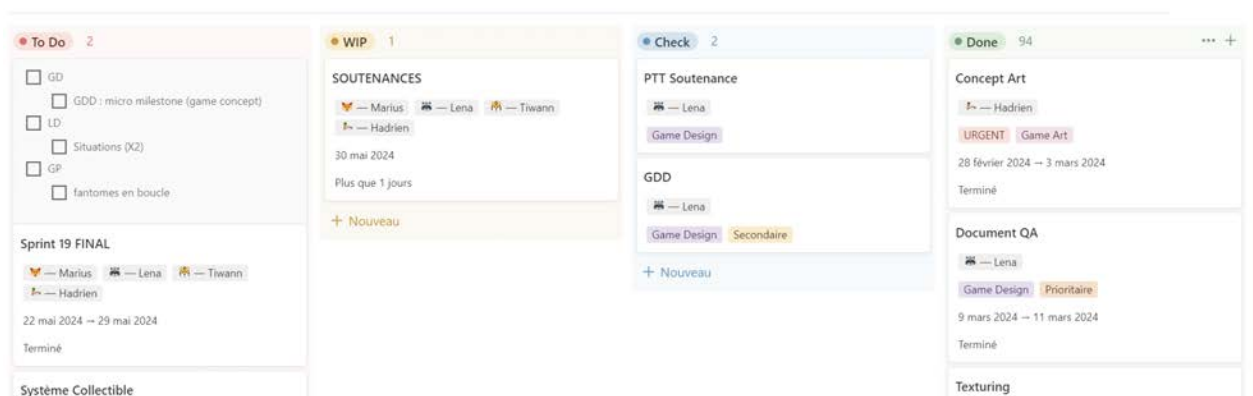 To Do 2
GD
GDD : micro milestone (game concept)
LD
Situations (X2)
GP
fantomes en boucle
Sprint 19 FINAL
— Marius — Lena — Tiwann
— Hadrien
22 mai 2024 → 29 mai 2024
Terminé
Système Collectible
WIP 1
SOUTENANCES
— Marius — Lena — Tiwann
— Hadrien
30 mai 2024
Plus que 1 jours
+ Nouveau
Check 2
PTT Soutenance
— Lena
Game Design
GDD
— Lena
Game Design Secondaire
+ Nouveau
Done 94 ••• +
Concept Art
— Hadrien
URGENT Game Art
28 février 2024 → 3 mars 2024
Terminé
Document QA
— Lena
Game Design Prioritaire
9 mars 2024 → 11 mars 2024
Terminé
Texturing